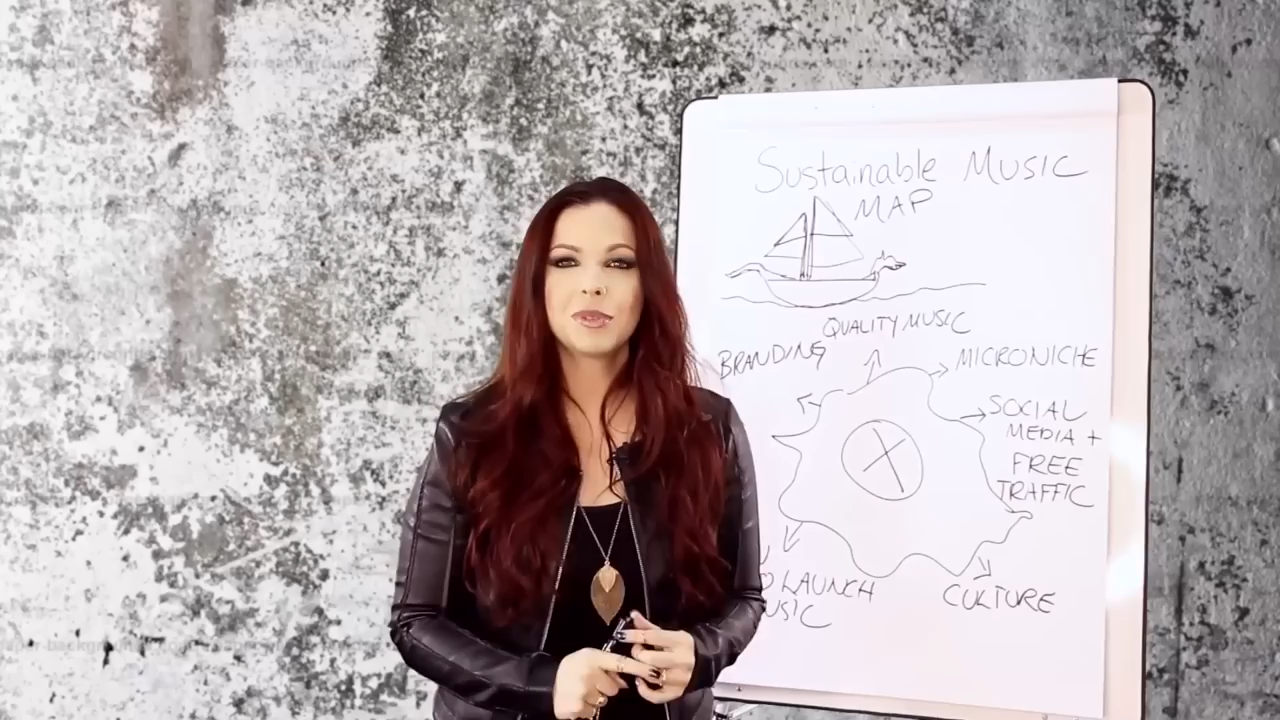 Sustainable Music
MAP
QUALITY MUSIC
BRANDING
MICRONICHE
SOCIAL
MEDIA +
FREE
TRAFFIC
X
LAUNCH
CULTURE